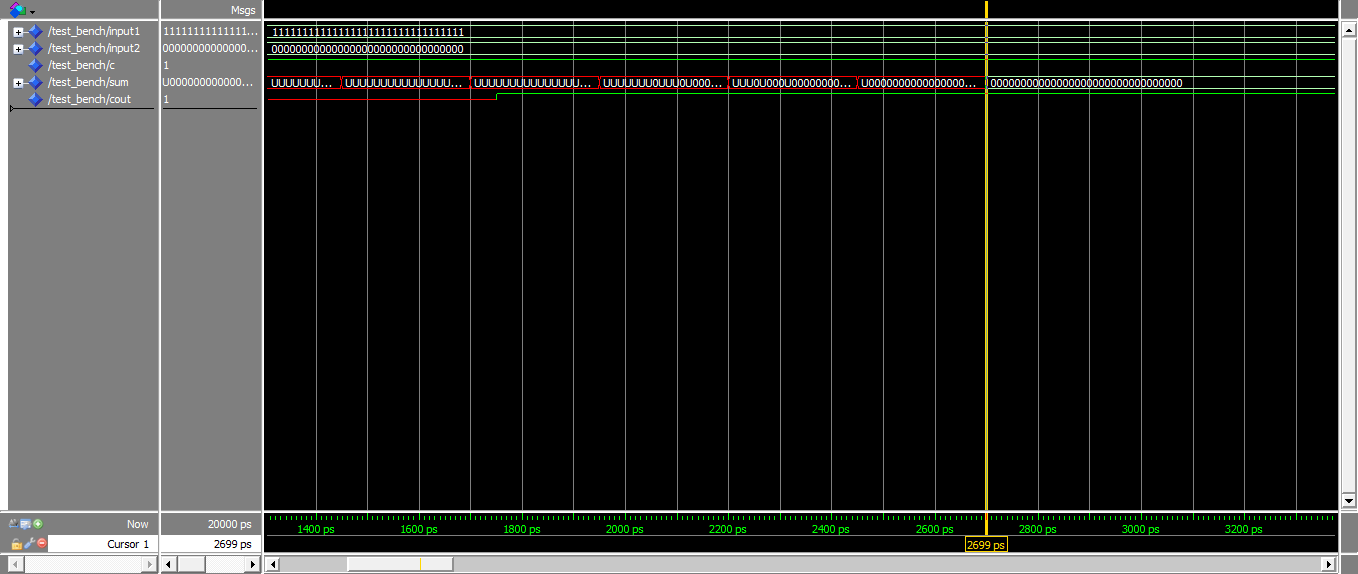 Msgs
/test_bench/input1 11111111111111... 11111111111111111111111111111111
/test_bench/input2 00000000000000... 00000000000000000000000000000000
/test_bench/c 1
/test_bench/sum U000000000000... UUUUUUU... UUUUUUUUUUUUUUU... UUUUUUUUUUUUUUU... UUUUUUU0UUU0U000... UUU0U000U00000000... U0000000000000000... 00000000000000000000000000000000
/test_bench/cout 1
Now 20000 ps 1400 ps 1600 ps 1800 ps 2000 ps 2200 ps 2400 ps 2600 ps 2800 ps 3000 ps 3200 ps
Cursor 1 2699 ps 2699 ps